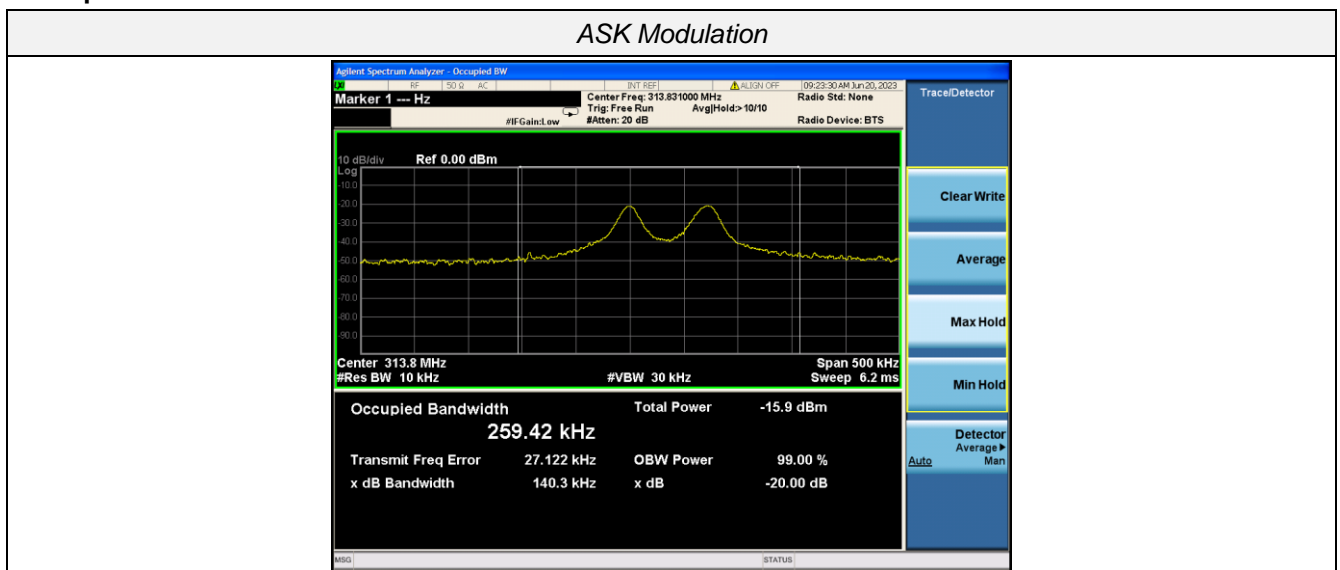 ASK Modulation
Agilent Spectrum Analyzer - Occupied BW
RF 50 Ω AC INT REF ALIGN OFF 09:23:30 AM Jun 20, 2023
Marker 1 --- Hz
Center Freq: 313.831000 MHz
Radio Std: None
Trig: Free Run Avg|Hold:> 10/10
#IFGain:Low #Atten: 20 dB Radio Device: BTS
Trace/Detector
10 dB/div Ref 0.00 dBm
Log
-10.0
-20.0
-30.0
-40.0
-50.0
-60.0
-70.0
-80.0
-90.0
Center 313.8 MHz Span 500 kHz
#Res BW 10 kHz #VBW 30 kHz Sweep 6.2 ms
Clear Write
Average
Max Hold
Min Hold
Detector
Average
Auto Man
Occupied Bandwidth Total Power -15.9 dBm
259.42 kHz
Transmit Freq Error 27.122 kHz OBW Power 99.00 %
x dB Bandwidth 140.3 kHz x dB -20.00 dB
MSG STATUS